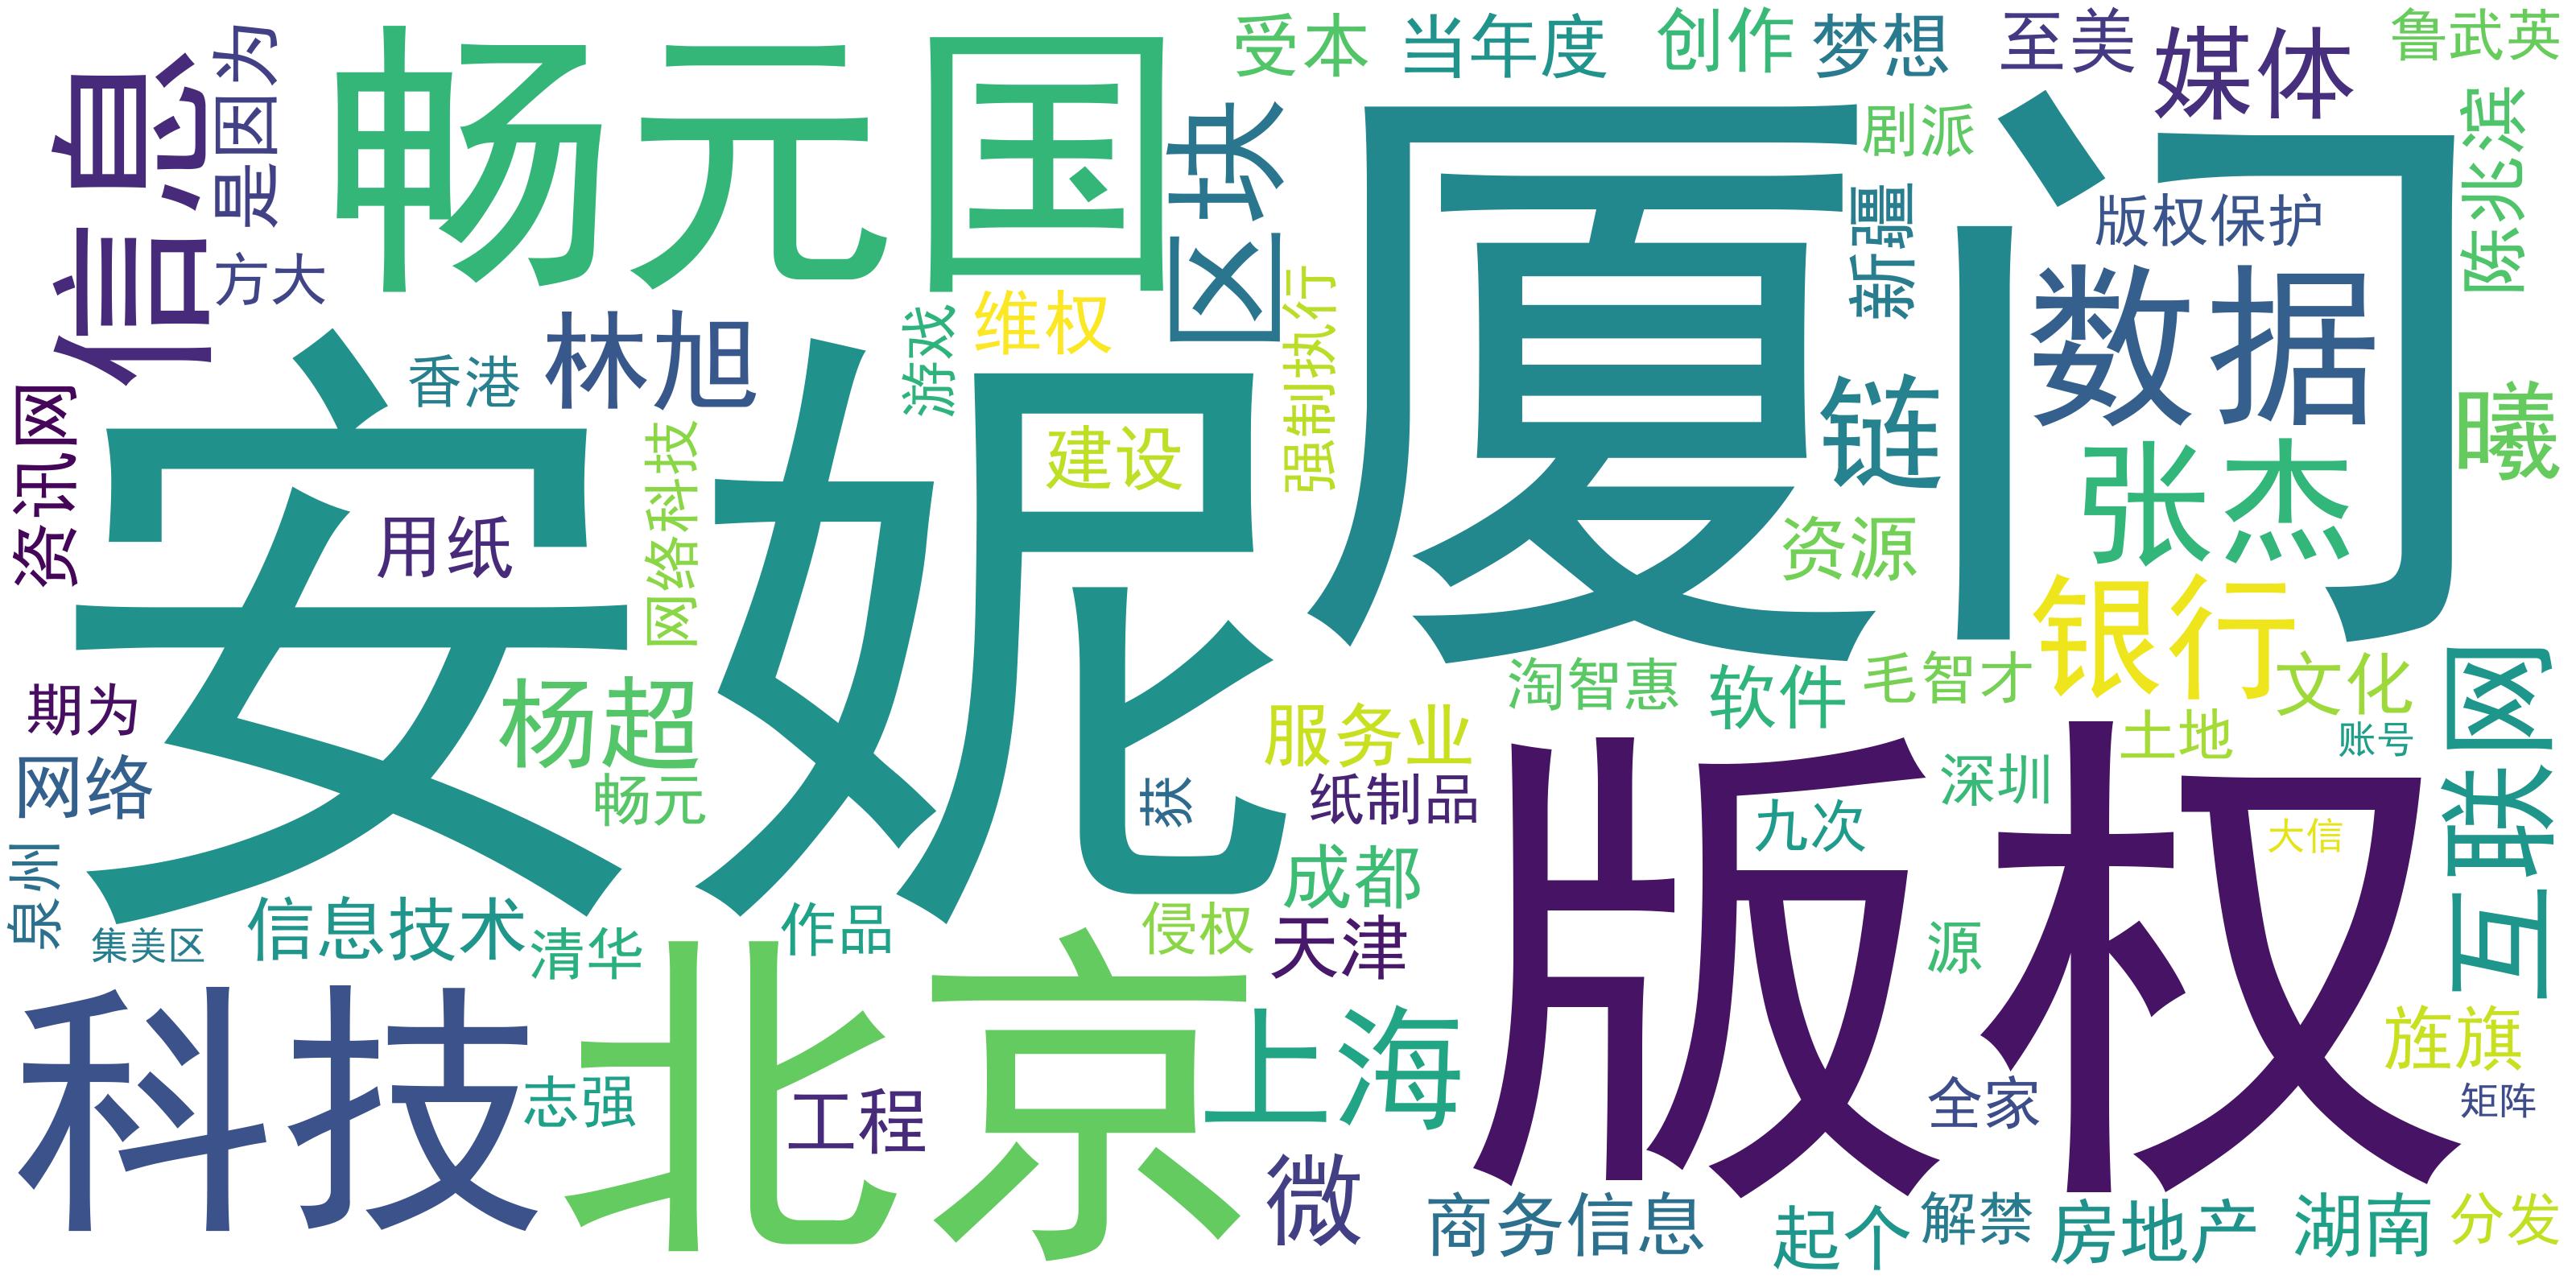 受本
当年度
创作
梦想
至美
媒体
鲁武英
信息
是因为
畅元国
区块
厦门
剧派
新疆
版权保护
陈兆滨
方大
维权
游戏
强制执行
数据
林旭
香港
链
曦
资讯网
安妮
网络科技
建设
张杰
用纸
资源
银行
期为
杨超
服务业
淘智惠
软件
毛智才
文化
互联网
网络
畅元
获
纸制品
版权
九次
深圳
土地
账号
大信
泉州
集美区
信息技术
清华
作品
侵权
成都
天津
源
科技
北京
上海
旌旗
志强
工程
全家
矩阵
微
商务信息
起个
解禁
房地产
湖南
分发